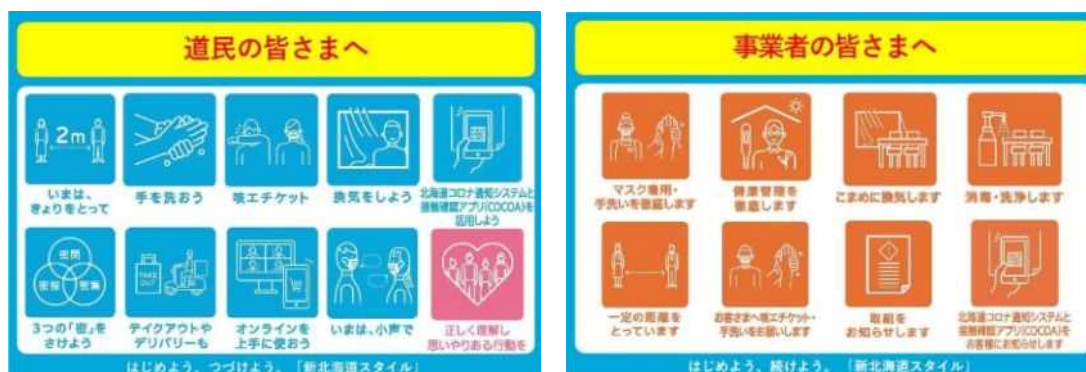 道民の皆さまへ
2m
いまは、
きょりをとって
手を洗おう
咳エチケット
換気をしよう
北海道コロナ通知システムと
接触確認アプリ(COCOA)を
活用しよう
密閉
密接
密集
3つの「密」を
さけよう
TAKE
OUT
テイクアウトや
デリバリーも
オンラインを
上手に使おう
いまは、小声で
正しく理解し
思いやりある行動を
はじめよう、つづけよう。「新北海道スタイル」
事業者の皆さまへ
マスク着用・
手洗いを徹底します
健康管理を
徹底します
こまめに換気します
消毒・洗浄します
一定の距離を
とっています
お客さまへ咳エチケット・
手洗いをお願いします
取組を
お知らせします
北海道コロナ通知システムと
接触確認アプリ(COCOA)を
お客様にお知らせします
はじめよう、続けよう。「新北海道スタイル」